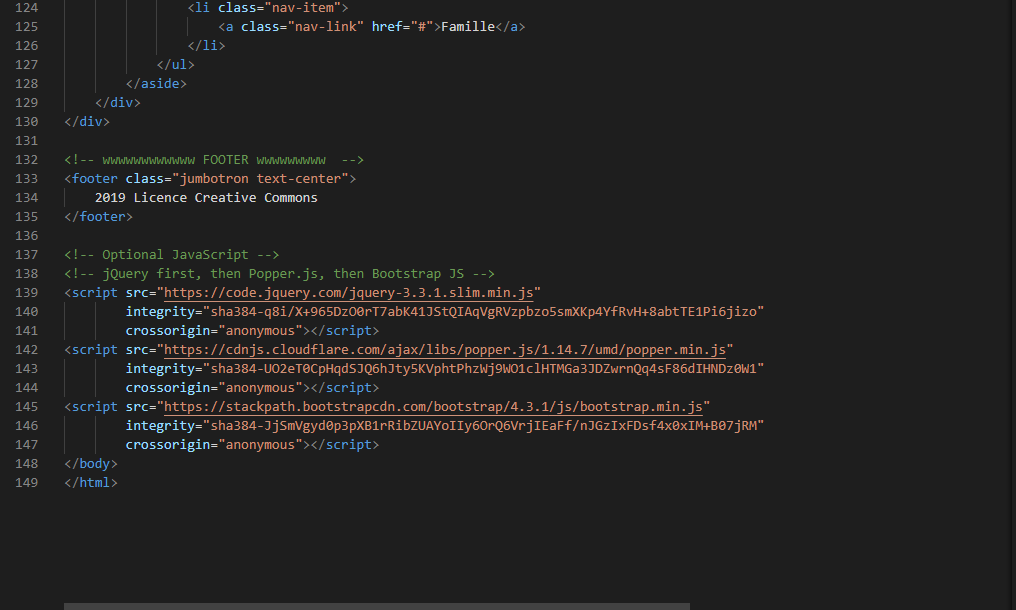 124 <li class="nav-item">
125 <a class="nav-link" href="#">Famille</a>
126 </li>
127 </ul>
128 </aside>
129 </div>
130 </div>
131
132 <!-- wwwwwwwwwwww FOOTER wwwwwwwww  -->
133 <footer class="jumbotron text-center">
134 2019 Licence Creative Commons
135 </footer>
136
137 <!-- Optional JavaScript -->
138 <!-- jQuery first, then Popper.js, then Bootstrap JS -->
139 <script src="https://code.jquery.com/jquery-3.3.1.slim.min.js"
140 integrity="sha384-q8i/X+965DzO0rT7abK41JStQIAqVgRVzpbzo5smXKp4YfRvH+8abtTE1Pi6jizo"
141 crossorigin="anonymous"></script>
142 <script src="https://cdnjs.cloudflare.com/ajax/libs/popper.js/1.14.7/umd/popper.min.js"
143 integrity="sha384-UO2eT0CpHqdSJQ6hJty5KVphtPhzWj9WO1clHTMGa3JDZwrnQq4sF86dIHNDz0W1"
144 crossorigin="anonymous"></script>
145 <script src="https://stackpath.bootstrapcdn.com/bootstrap/4.3.1/js/bootstrap.min.js"
146 integrity="sha384-JjSmVgyd0p3pXB1rRibZUAYoIIy6OrQ6VrjIEaFf/nJGzIxFDsf4x0xIM+B07jRM"
147 crossorigin="anonymous"></script>
148 </body>
149 </html>